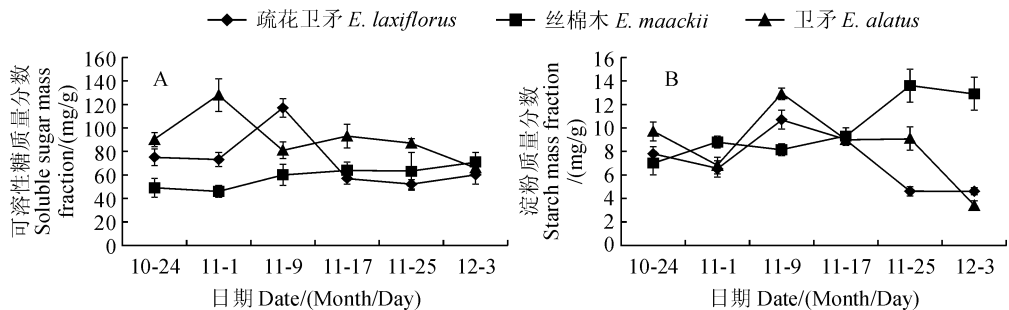 疏花卫矛 E. laxiflorus 丝棉木 E. maackii 卫矛 E. alatus
可溶性糖质量分数
Soluble sugar mass
fraction/(mg/g)
160
140
120
100
80
60
40
20
0
A
10-24 11-1 11-9 11-17 11-25 12-3
日期 Date/(Month/Day)
淀粉质量分数
Starch mass fraction
/(mg/g)
16
14
12
10
8
6
4
2
0
B
10-24 11-1 11-9 11-17 11-25 12-3
日期 Date/(Month/Day)